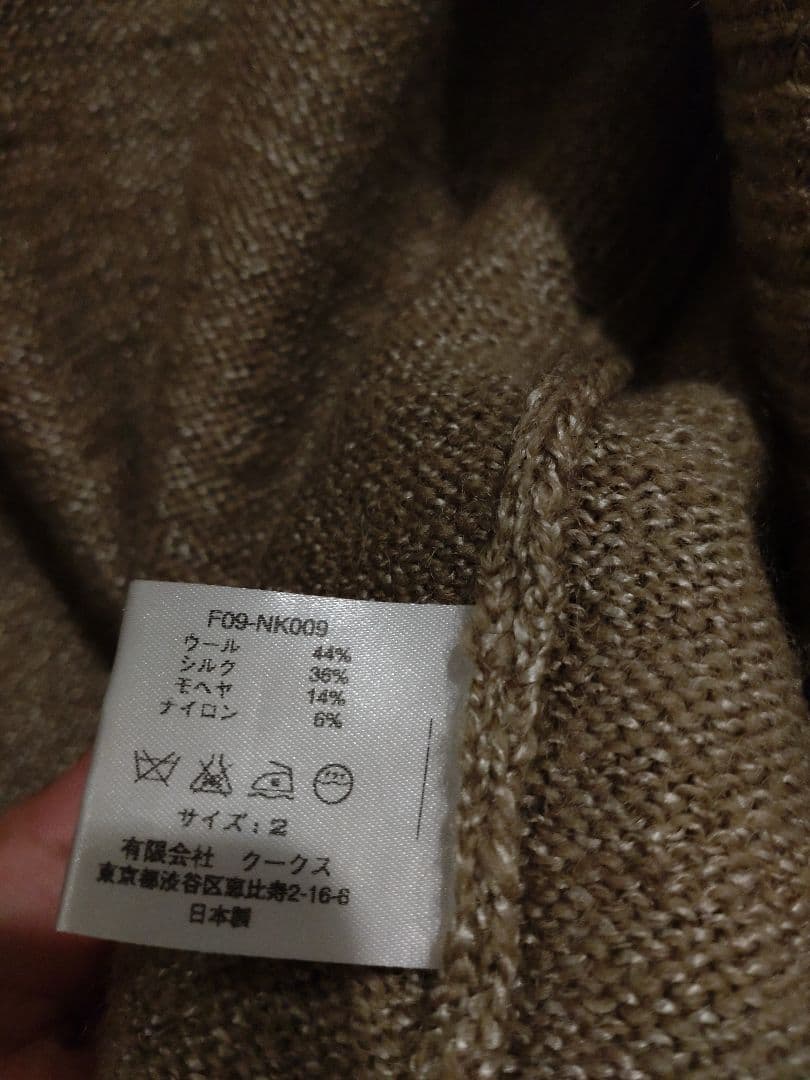 F09-NK009
ウール 44%
シルク 36%
モヘヤ 14%
ナイロン 6%
サイズ:2
有限会社 クークス
東京都渋谷区恵比寿2-16-6
日本製